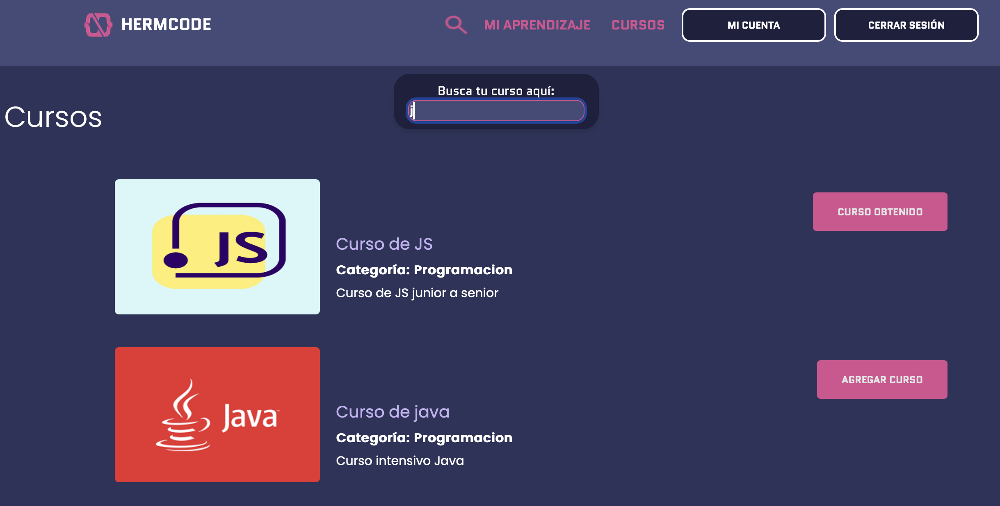 HERMCODE
MI APRENDIZAJE
CURSOS
MI CUENTA
CERRAR SESIÓN
Busca tu curso aquí:
j
Cursos
JS
CURSO OBTENIDO
Curso de JS
Categoría: Programacion
Curso de JS junior a senior
Java™
AGREGAR CURSO
Curso de java
Categoría: Programacion
Curso intensivo Java